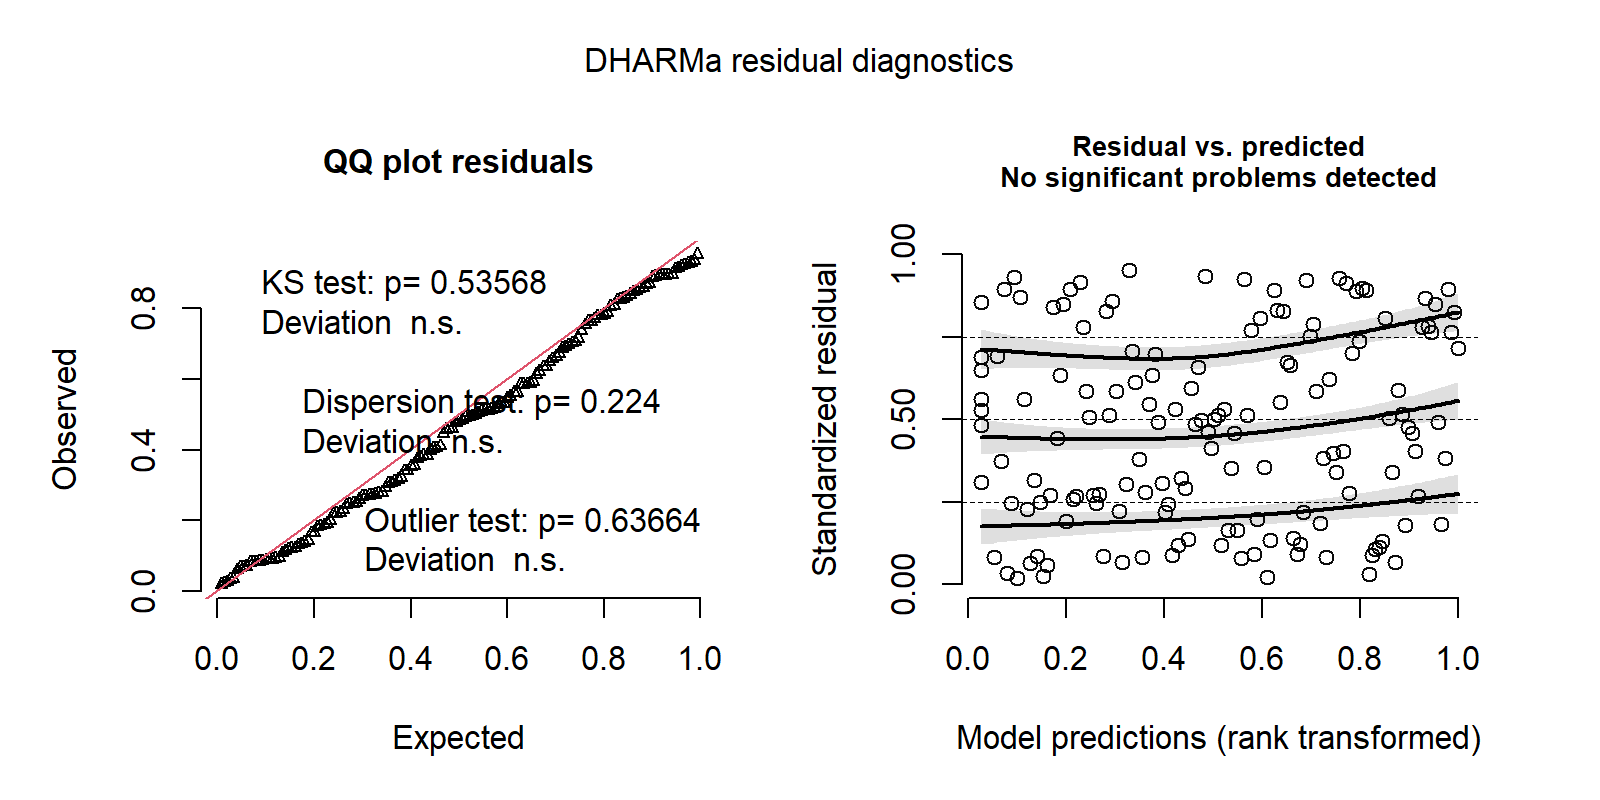 DHARMa residual diagnostics
QQ plot residuals
KS test: p= 0.53568
Deviation n.s.
Dispersion test: p= 0.224
Deviation n.s.
Outlier test: p= 0.63664
Deviation n.s.
Observed
0.0 0.4 0.8
0.0 0.2 0.4 0.6 0.8 1.0
Expected
Residual vs. predicted
No significant problems detected
Standardized residual
0.00 0.50 1.00
0.0 0.2 0.4 0.6 0.8 1.0
Model predictions (rank transformed)